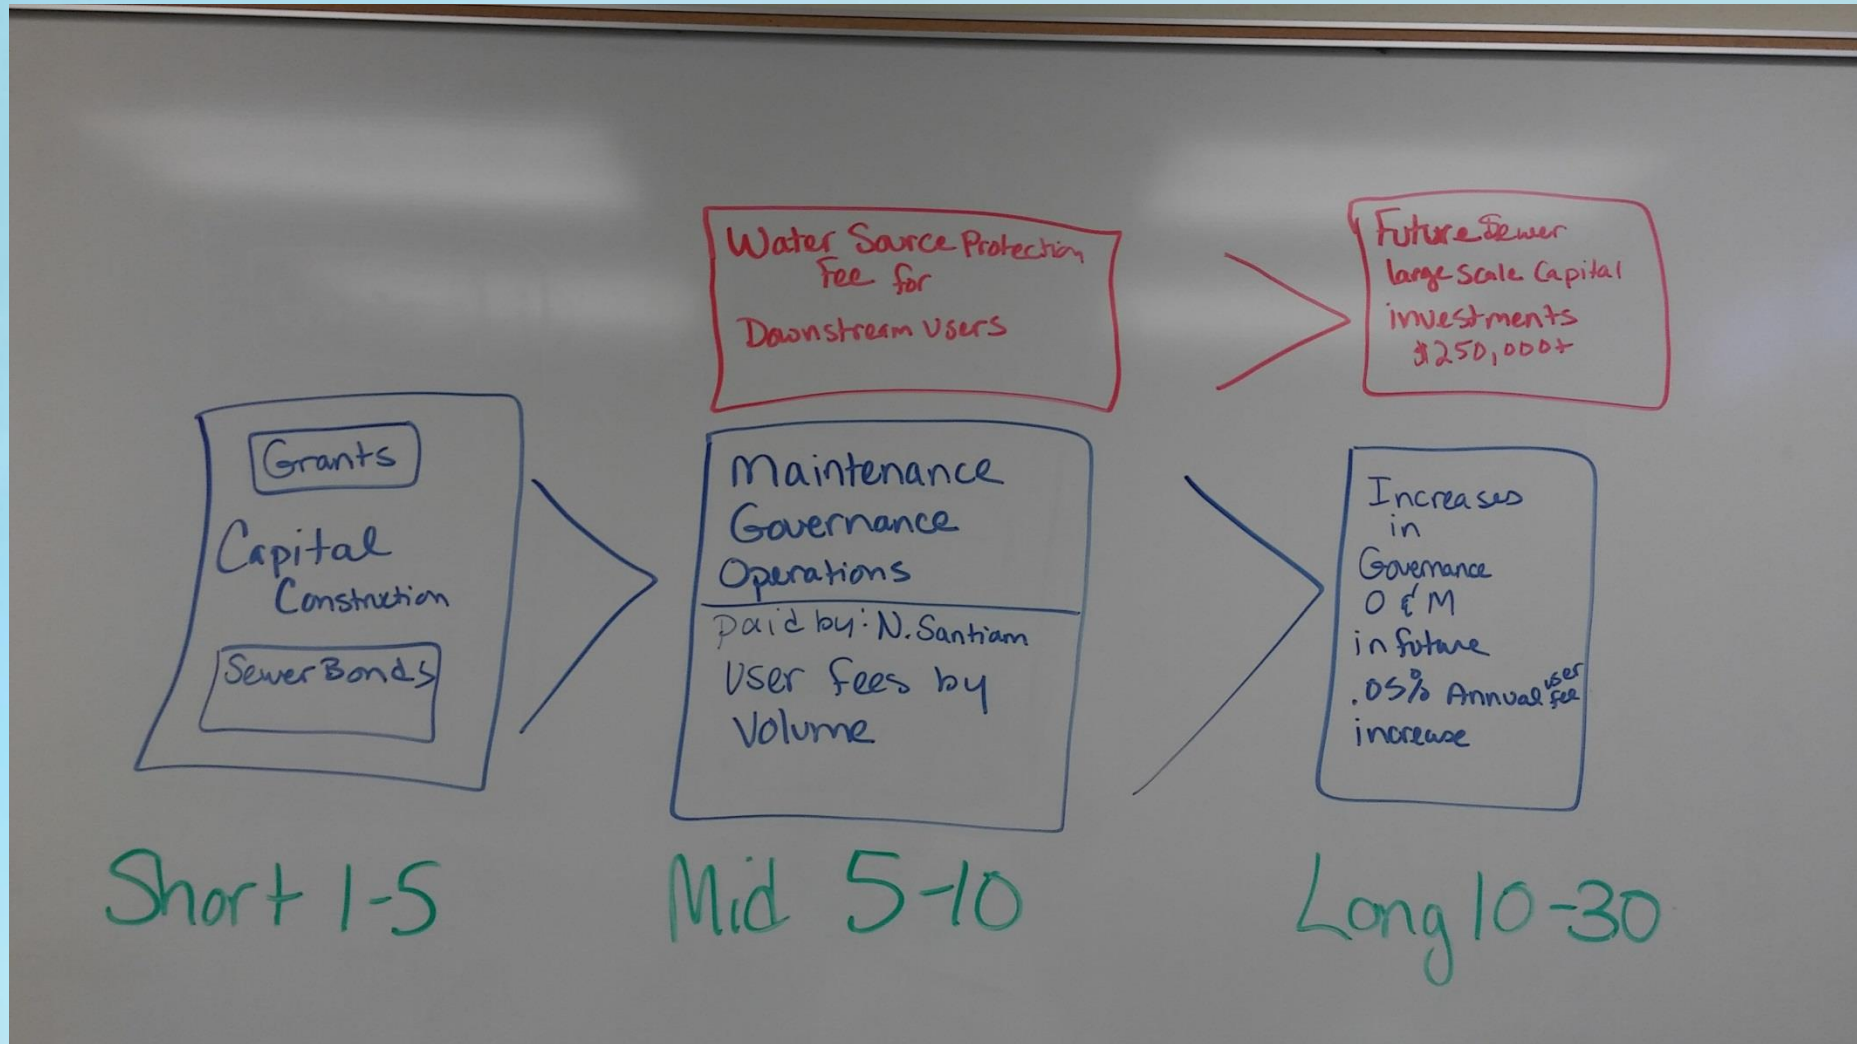 Water Source Protection
Fee for
Downstream Users
Future Sewer
large scale Capital
investments
$250,000+
Grants
Capital
Construction
Sewer Bonds
Maintenance
Governance
Operations
paid by: N. Santiam
User fees by
Volume
Increases
in
Governance
O & M
in future
.05% Annual user fee
increase
Short 1-5
Mid 5-10
Long 10-30